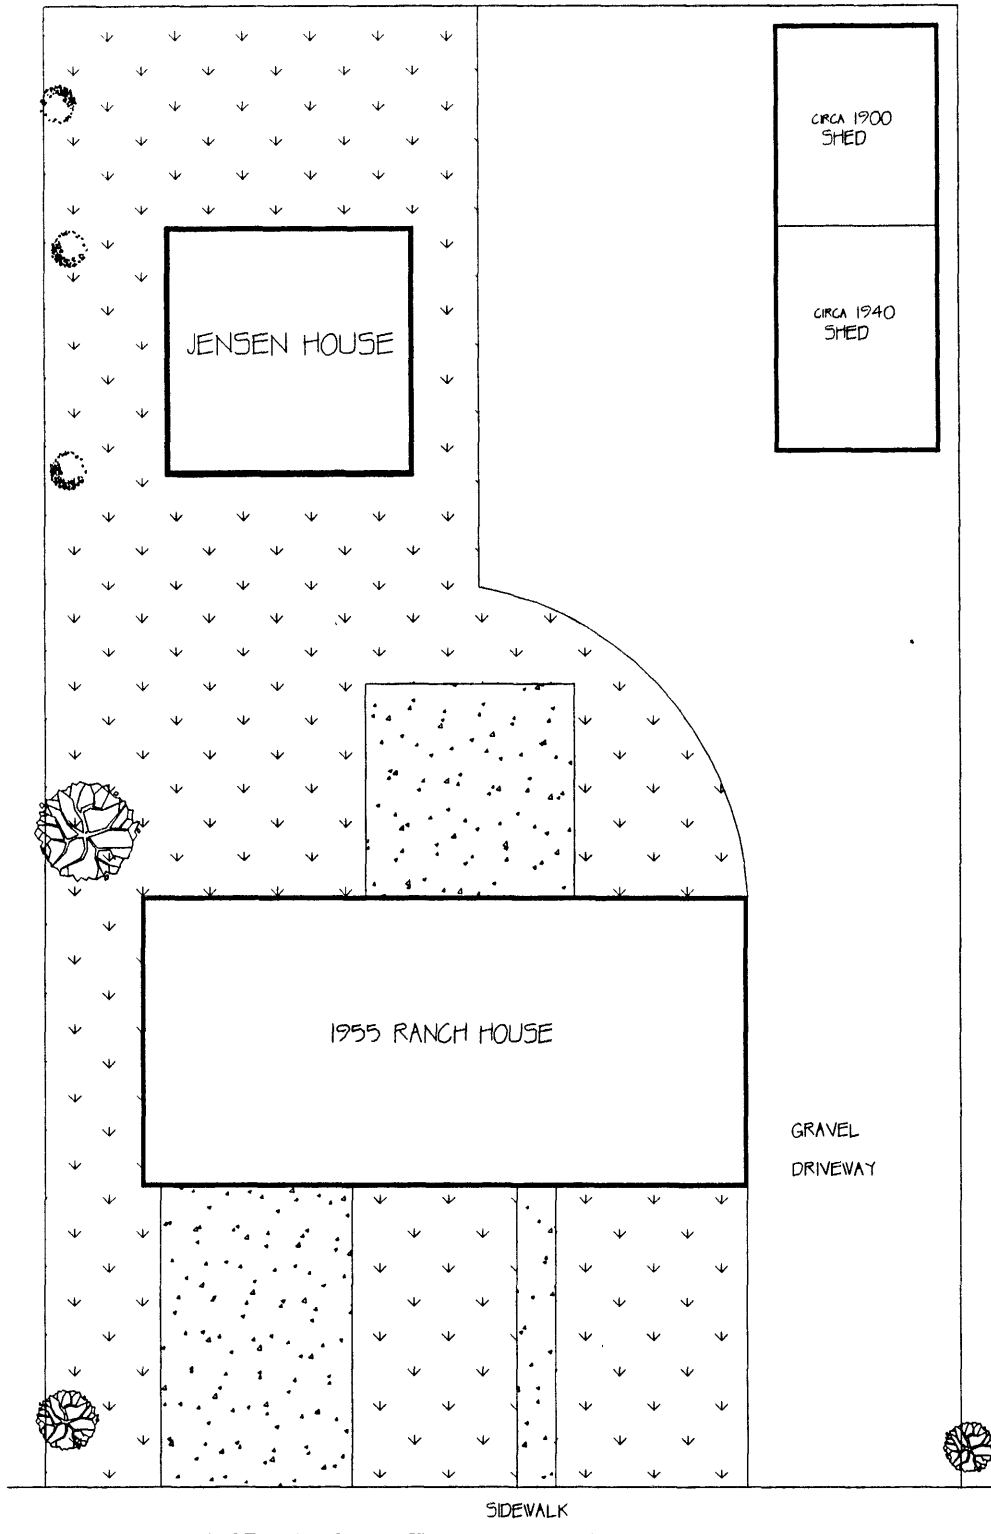 CIRCA 1900
SHED
CIRCA 1940
SHED
JENSEN HOUSE
1955 RANCH HOUSE
GRAVEL
DRIVEWAY
SIDEWALK